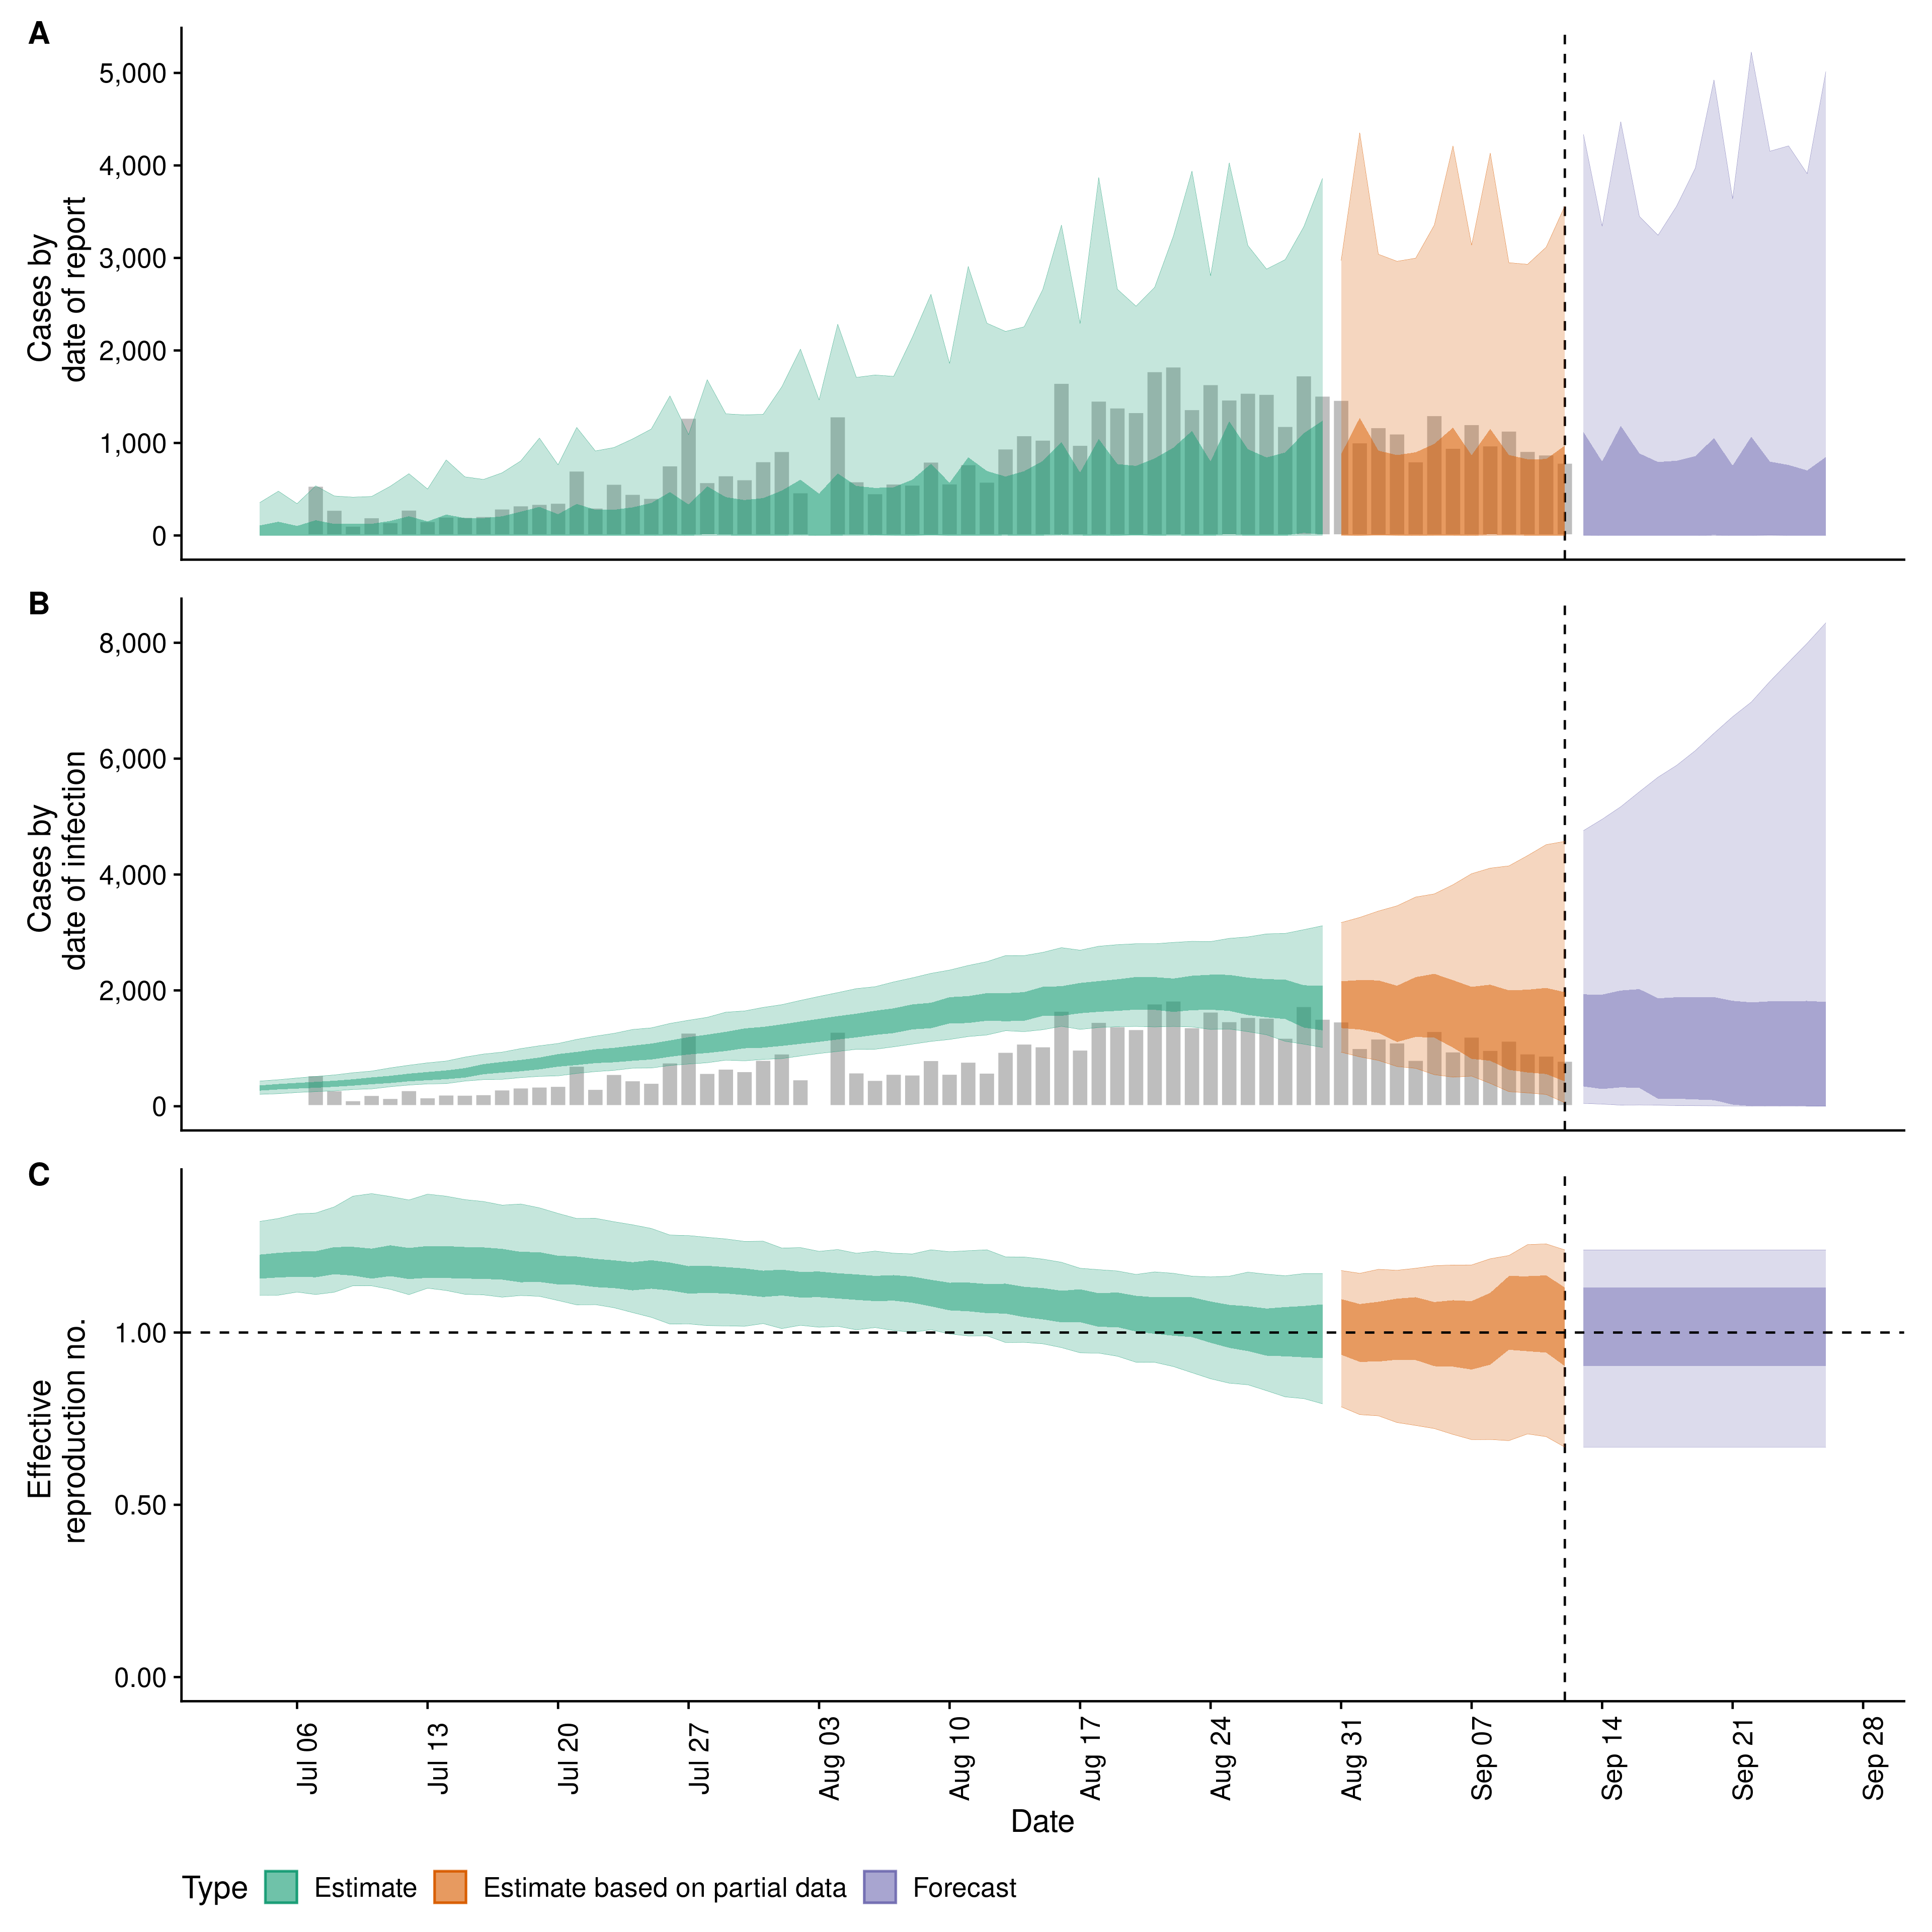 A
Cases by
date of report
5,000
4,000
3,000
2,000
1,000
0
B
Cases by
date of infection
8,000
6,000
4,000
2,000
0
C
Effective
reproduction no.
1.00
0.50
0.00
Jul 06
Jul 13
Jul 20
Jul 27
Aug 03
Aug 10
Aug 17
Aug 24
Aug 31
Sep 07
Sep 14
Sep 21
Sep 28
Date
Type Estimate Estimate based on partial data Forecast